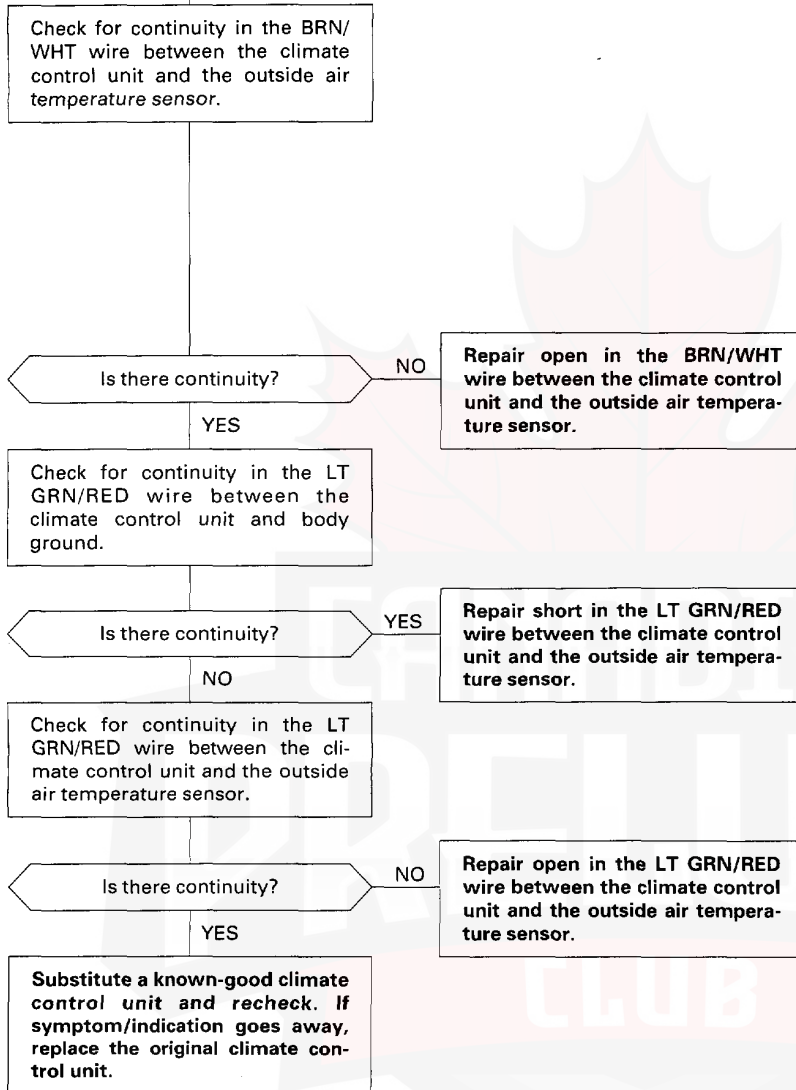 Check for continuity in the BRN/
WHT wire between the climate
control unit and the outside air
temperature sensor.
Is there continuity?
NO
Repair open in the BRN/WHT
wire between the climate control
unit and the outside air tempera-
ture sensor.
YES
Check for continuity in the LT
GRN/RED wire between the
climate control unit and body
ground.
Is there continuity?
YES
Repair short in the LT GRN/RED
wire between the climate control
unit and the outside air tempera-
ture sensor.
NO
Check for continuity in the LT
GRN/RED wire between the cli-
mate control unit and the outside
air temperature sensor.
Is there continuity?
NO
Repair open in the LT GRN/RED
wire between the climate control
unit and the outside air tempera-
ture sensor.
YES
Substitute a known-good climate
control unit and recheck. If
symptom/indication goes away,
replace the original climate con-
trol unit.
CLUB